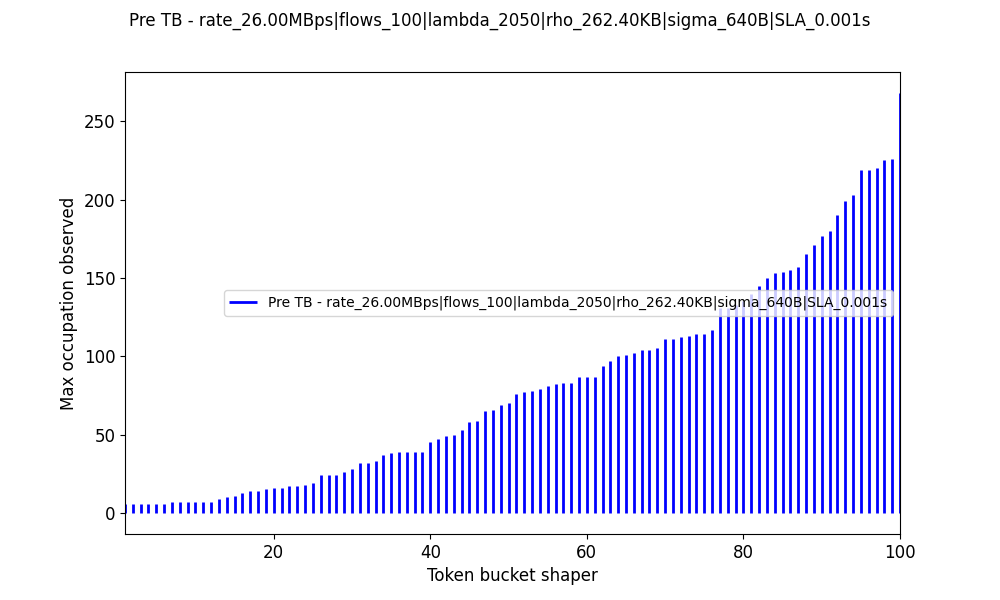 Pre TB - rate_26.00MBps|flows_100|lambda_2050|rho_262.40KB|sigma_640B|SLA_0.001s
250
200
150
100
50
0
Max occupation observed
Pre TB - rate_26.00MBps|flows_100|lambda_2050|rho_262.40KB|sigma_640B|SLA_0.001s
20 40 60 80 100
Token bucket shaper